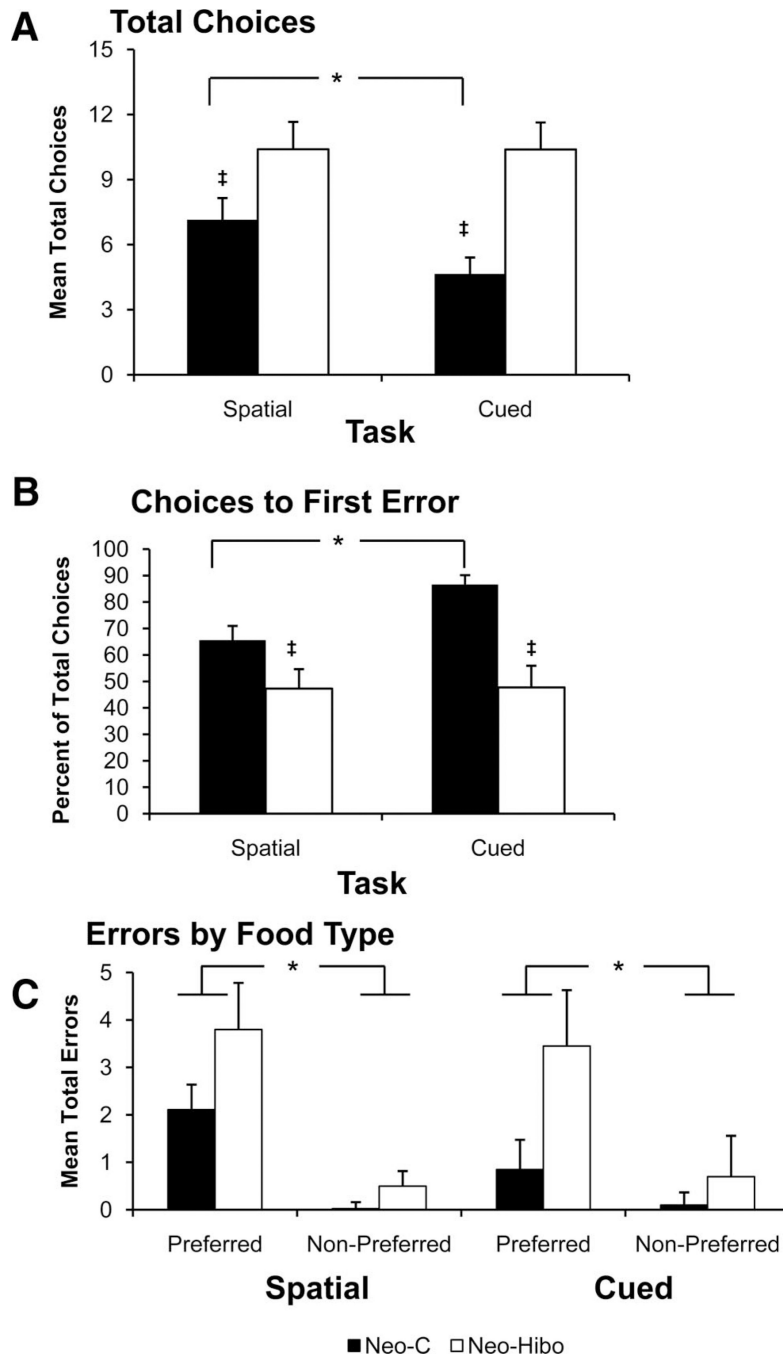 A
Total Choices
15
12
9
6
3
0
Mean Total Choices
*
‡
‡
Spatial
Cued
Task
B
Choices to First Error
100
90
80
70
60
50
40
30
20
10
0
Percent of Total Choices
*
‡
‡
Spatial
Cued
Task
Errors by Food Type
C
5
4
3
2
1
0
Mean Total Errors
*
*
Preferred Non-Preferred Preferred Non-Preferred
Spatial Cued
Neo-C Neo-Hibo